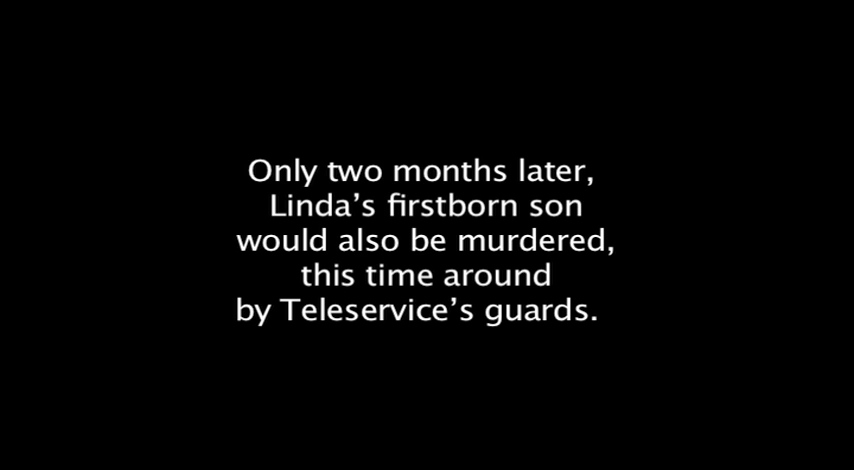 Only two months later,
Linda’s firstborn son
would also be murdered,
this time around
by Teleservice’s guards.